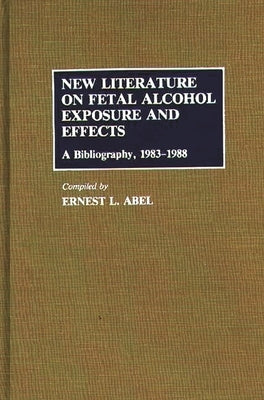 NEW LITERATURE
ON FETAL ALCOHOL
EXPOSURE AND
EFFECTS
A Bibliography, 1983–1988
Compiled by
ERNEST L. ABEL